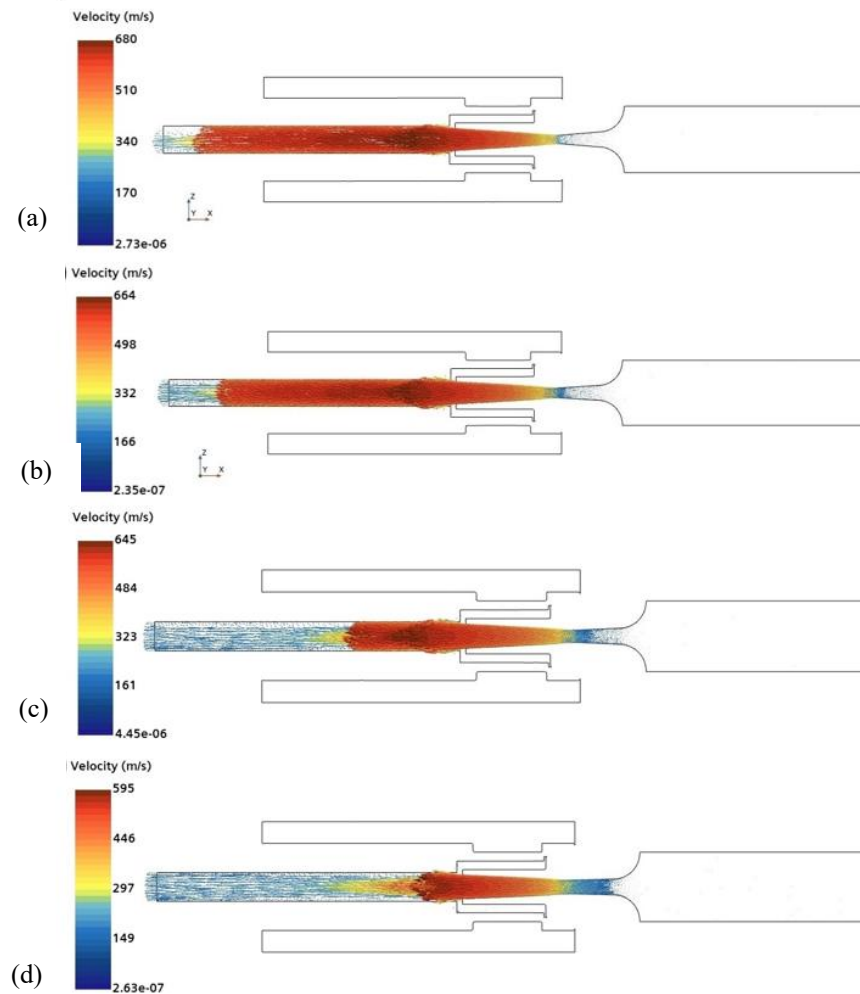 Velocity (m/s)
680
510
340
170
2.73e-06
Z
Y X
(a)
Velocity (m/s)
664
498
332
166
2.35e-07
Z
Y X
(b)
Velocity (m/s)
645
484
323
161
4.45e-06
(c)
Velocity (m/s)
595
446
297
149
2.63e-07
(d)